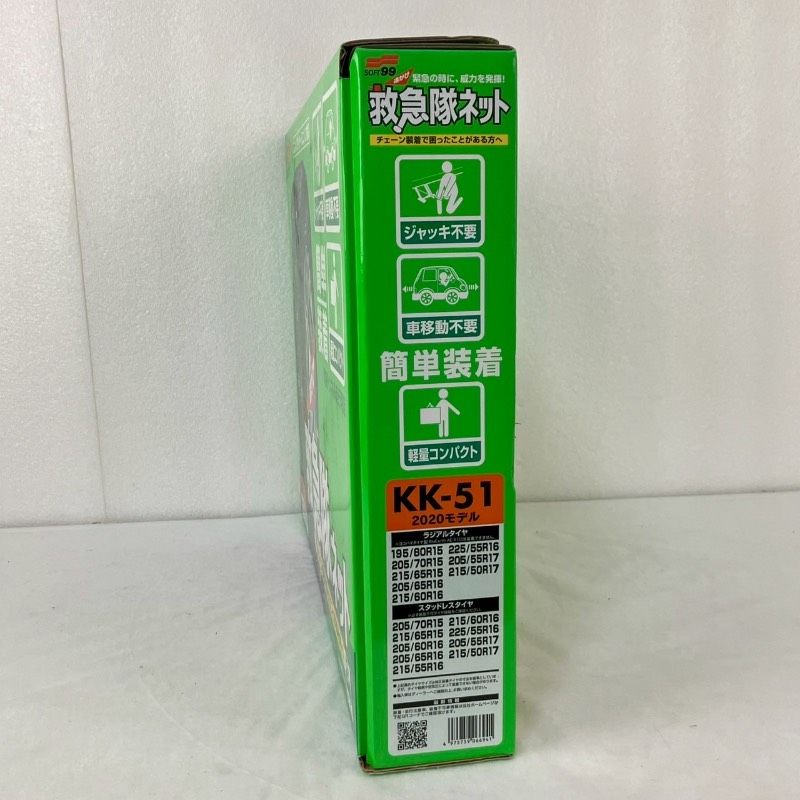 SOFT99
緊急の時に、威力を発揮!
救急隊ネット
チェーン装着で困ったことがある方へ
ジャッキ不要
車移動不要
簡単装着
軽量コンパクト
KK-51
2020モデル
ラジアルタイヤ
195/80R15 225/55R16
205/70R15 205/55R17
215/65R15 215/50R17
205/65R16
215/60R16
スタッドレスタイヤ
205/70R15 215/60R16
215/65R15 225/55R16
205/60R16 205/55R17
205/65R16 215/50R17
215/55R16